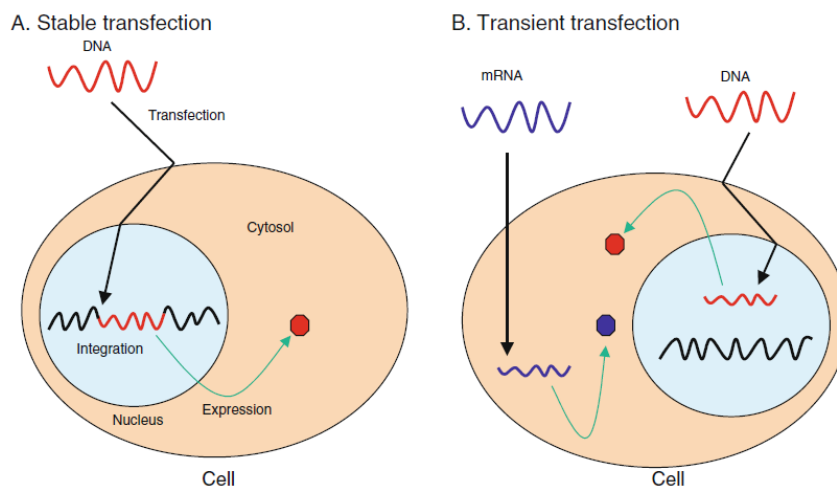 A. Stable transfection
DNA
Transfection
Cytosol
Integration
Expression
Nucleus
Cell
B. Transient transfection
mRNA
DNA
Cell